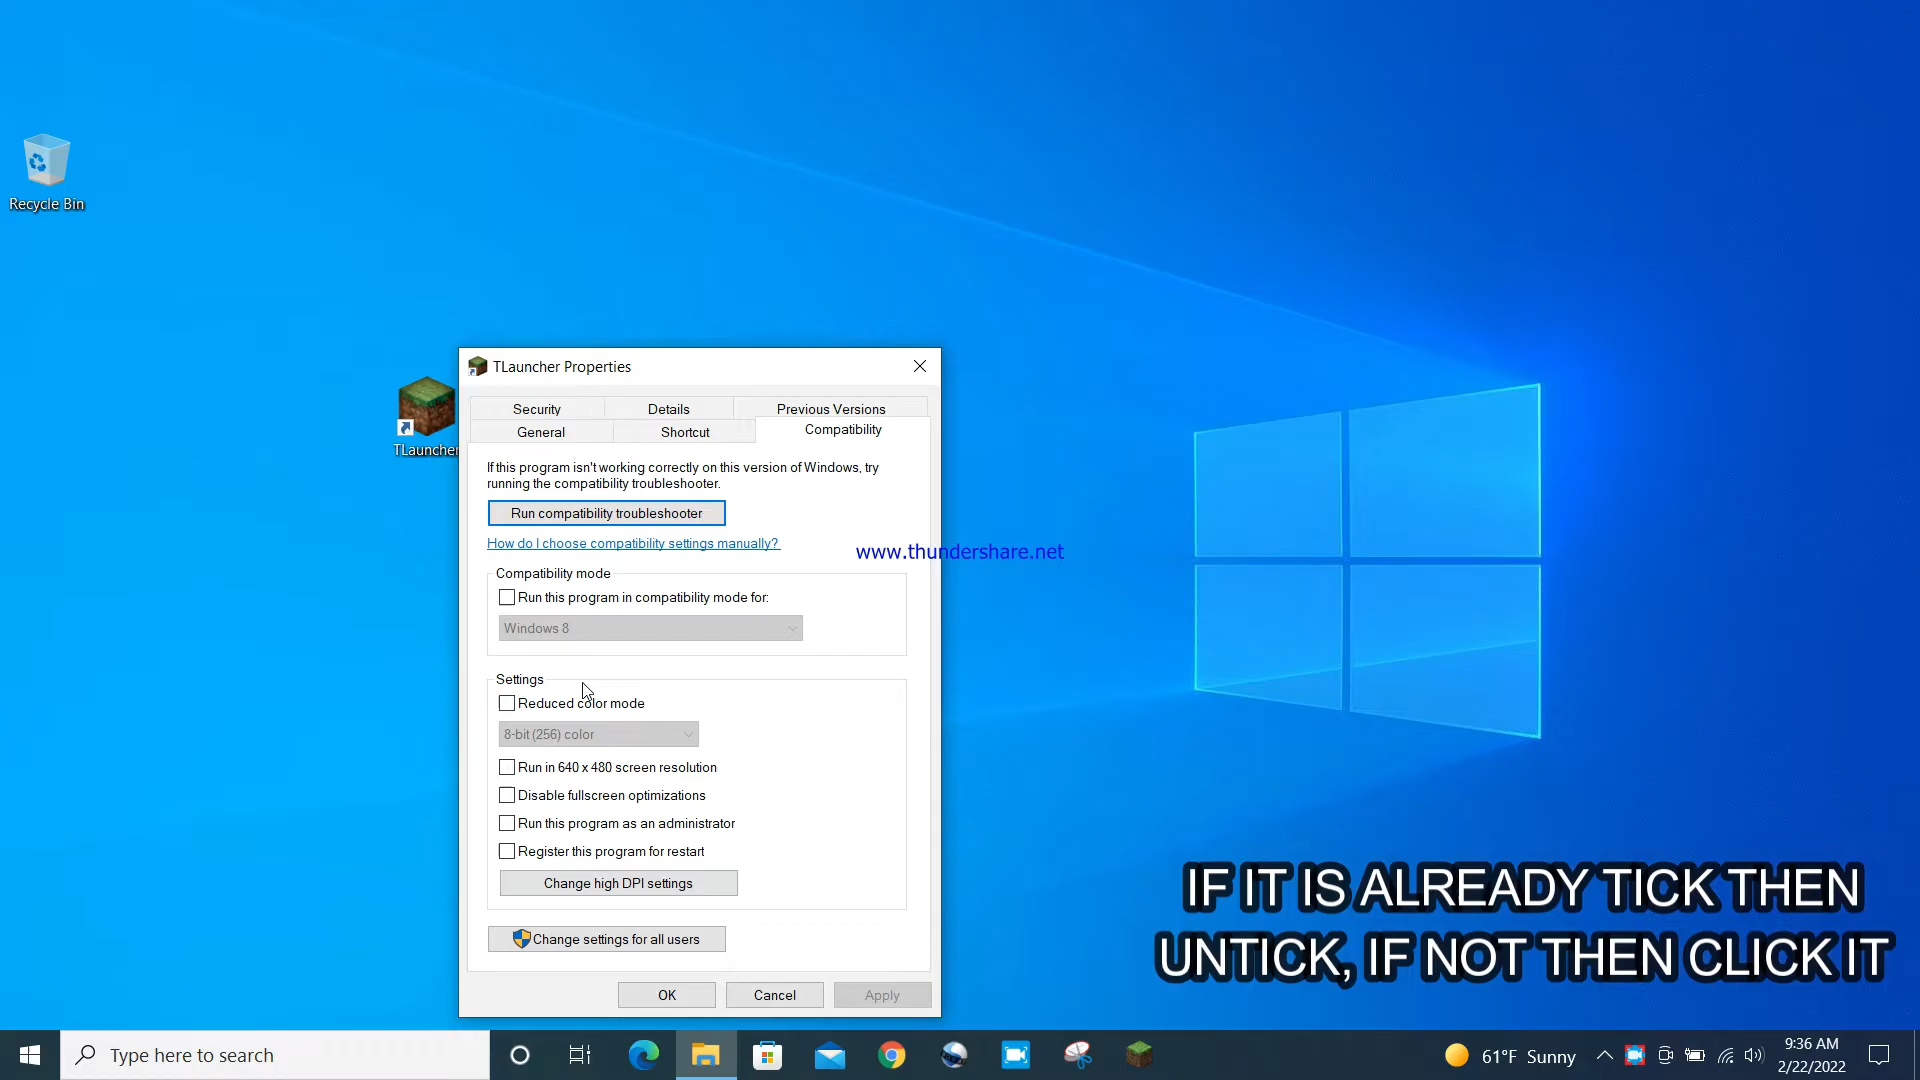 Recycle Bin
TLauncher
TLauncher Properties
Security
Details
Previous Versions
General
Shortcut
Compatibility
If this program isn't working correctly on this version of Windows, try
running the compatibility troubleshooter.
Run compatibility troubleshooter
How do I choose compatibility settings manually?
www.thundershare.net
Compatibility mode
Run this program in compatibility mode for:
Windows 8
Settings
Reduced color mode
8-bit (256) color
Run in 640 x 480 screen resolution
Disable fullscreen optimizations
Run this program as an administrator
Register this program for restart
Change high DPI settings
Change settings for all users
OK
Cancel
Apply
IF IT IS ALREADY TICK THEN
UNTICK, IF NOT THEN CLICK IT
Type here to search
61°F Sunny
9:36 AM
2/22/2022